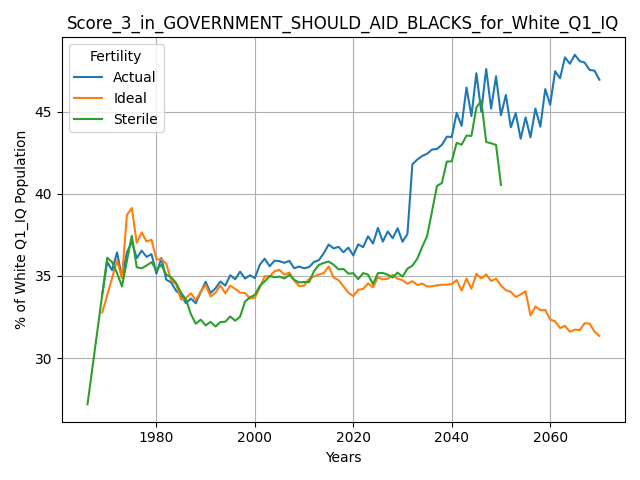 Score_3_in_GOVERNMENT_SHOULD_AID_BLACKS_for_White_Q1_IQ
Fertility
Actual
Ideal
Sterile
% of White Q1_IQ Population
45
40
35
30
1980
2000
2020
2040
2060
Years